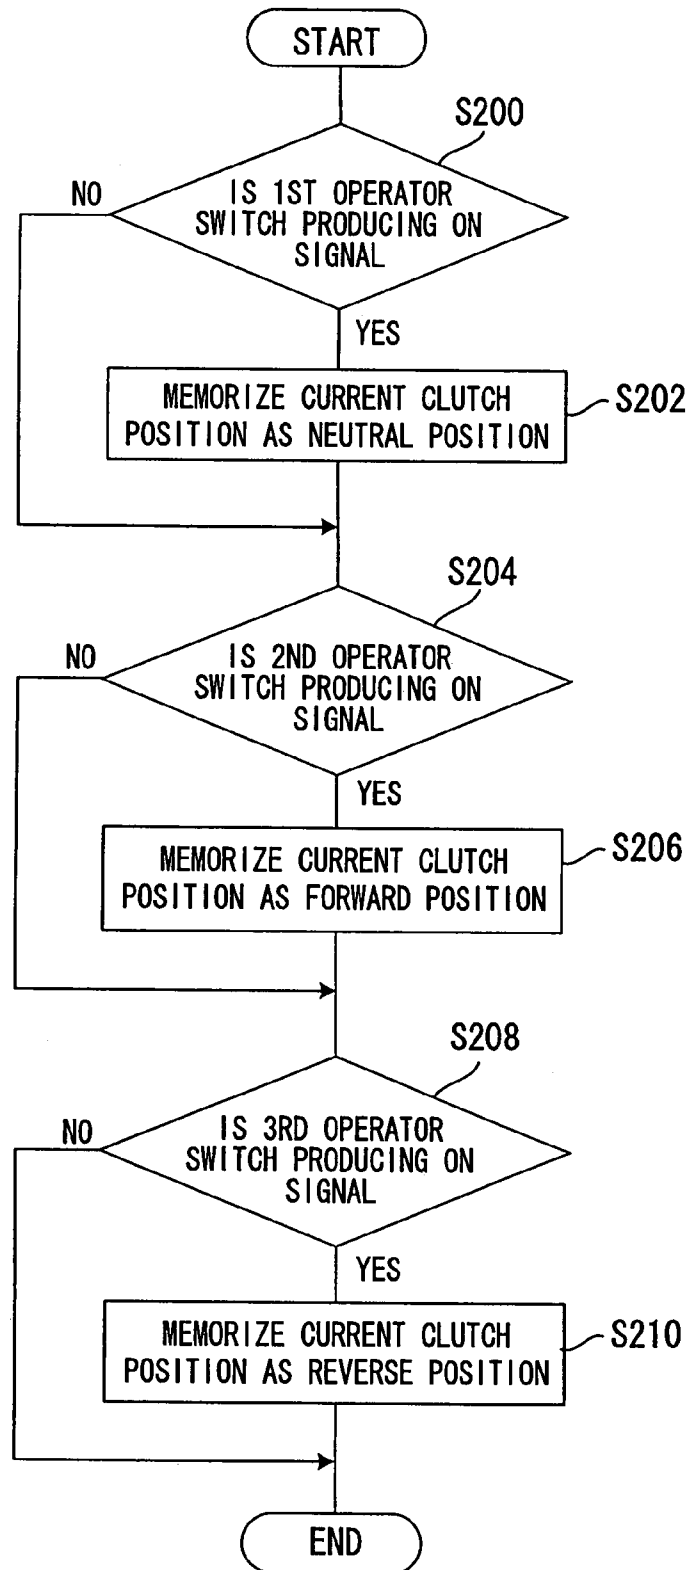 START
S200
NO
IS 1ST OPERATOR
SWITCH PRODUCING ON
SIGNAL
YES
MEMORIZE CURRENT CLUTCH
POSITION AS NEUTRAL POSITION
S202
S204
NO
IS 2ND OPERATOR
SWITCH PRODUCING ON
SIGNAL
YES
MEMORIZE CURRENT CLUTCH
POSITION AS FORWARD POSITION
S206
S208
NO
IS 3RD OPERATOR
SWITCH PRODUCING ON
SIGNAL
YES
MEMORIZE CURRENT CLUTCH
POSITION AS REVERSE POSITION
S210
END